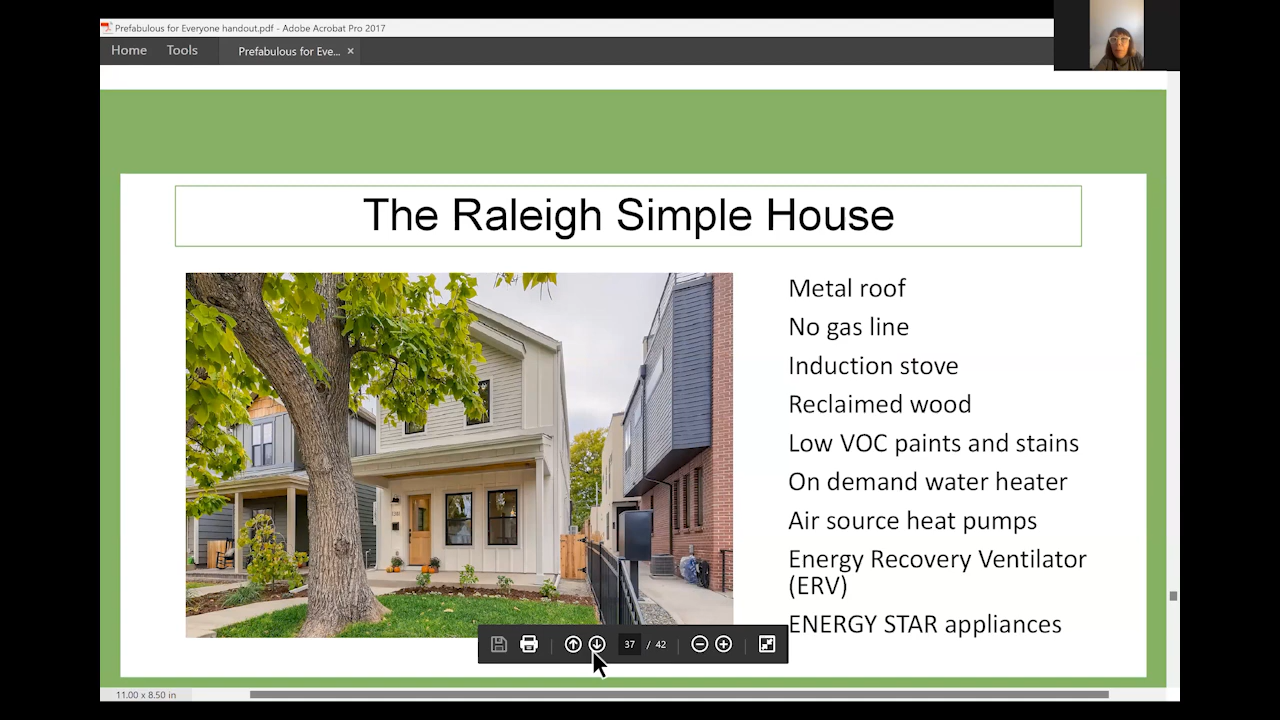 Prefabulous for Everyone handout.pdf - Adobe Acrobat Pro 2017
Home Tools Prefabulous for Eve... ×
The Raleigh Simple House
Metal roof
No gas line
Induction stove
Reclaimed wood
Low VOC paints and stains
On demand water heater
Air source heat pumps
Energy Recovery Ventilator
(ERV)
ENERGY STAR appliances
37 / 42
11.00 x 8.50 in